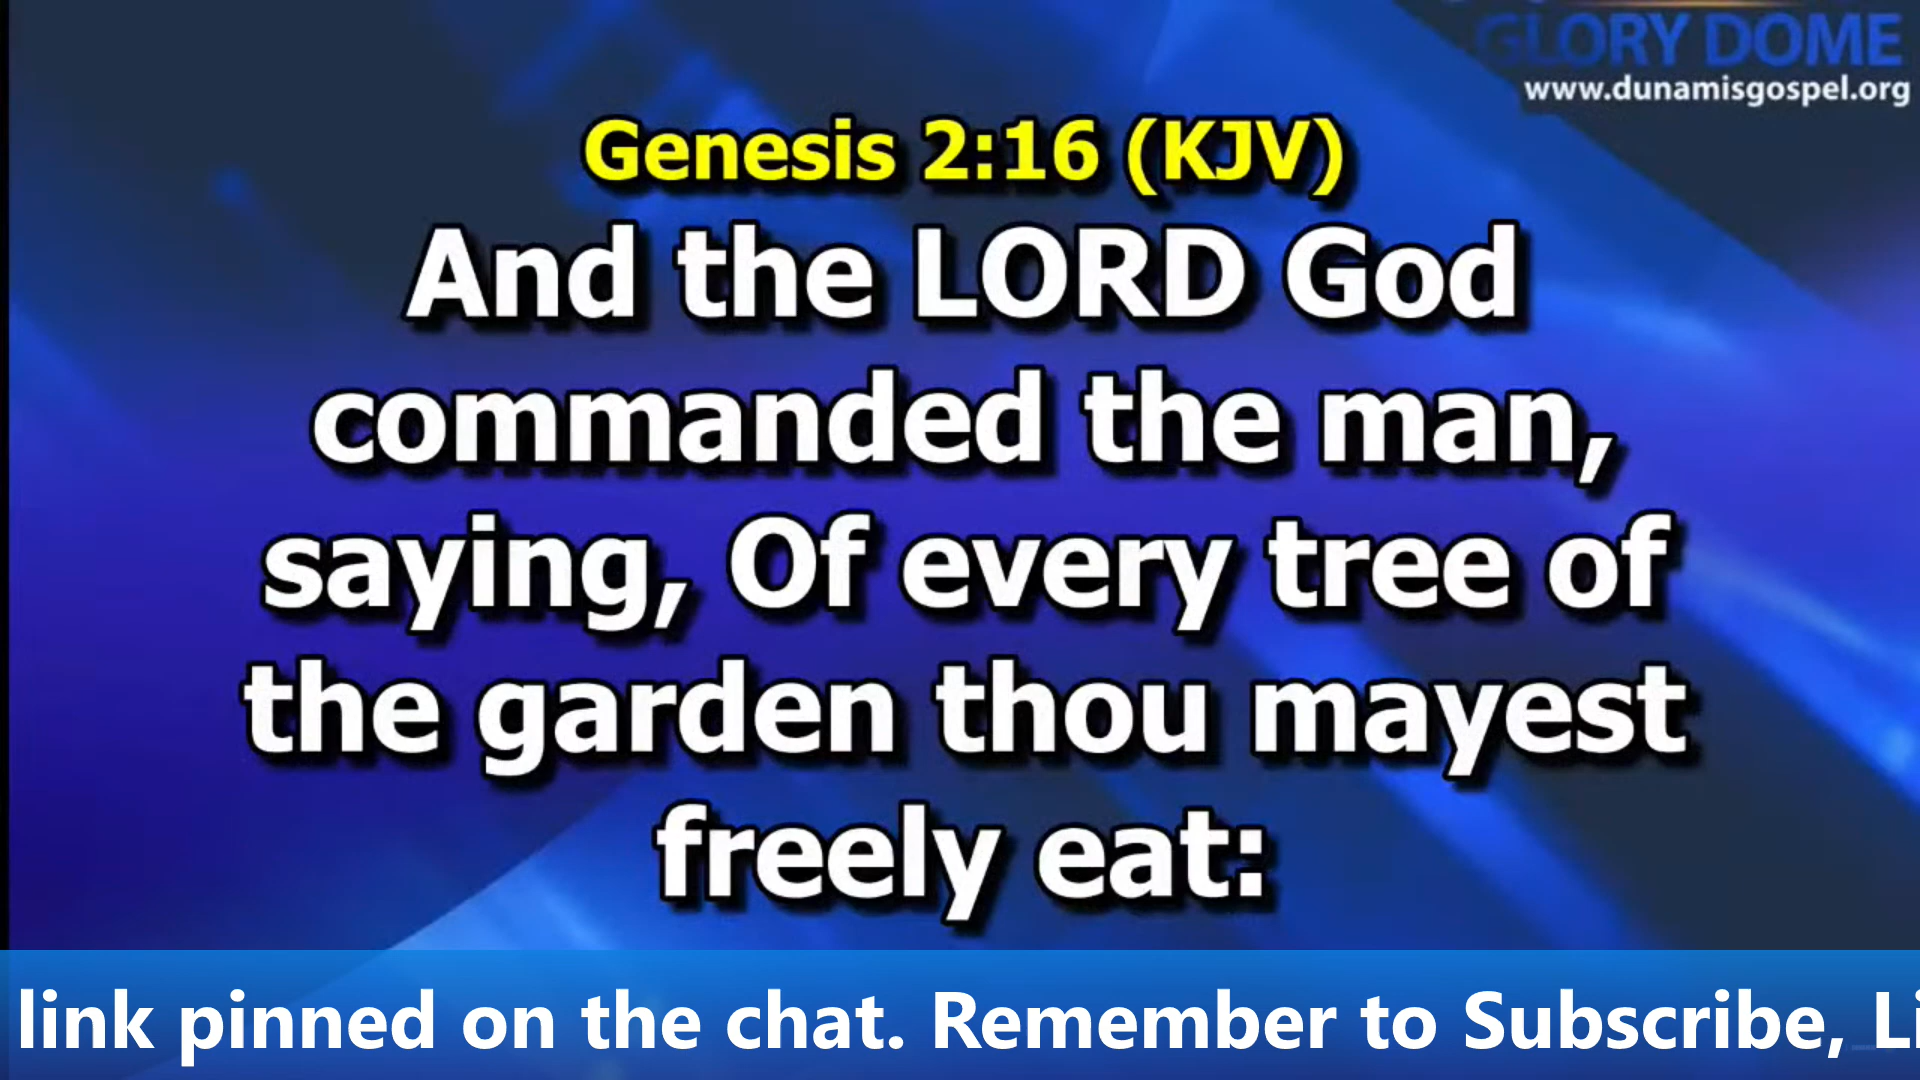 GLORY DOME
www.dunamisgospel.org
Genesis 2:16 (KJV)
And the LORD God
commanded the man,
saying, Of every tree of
the garden thou mayest
freely eat:
link pinned on the chat. Remember to Subscribe,